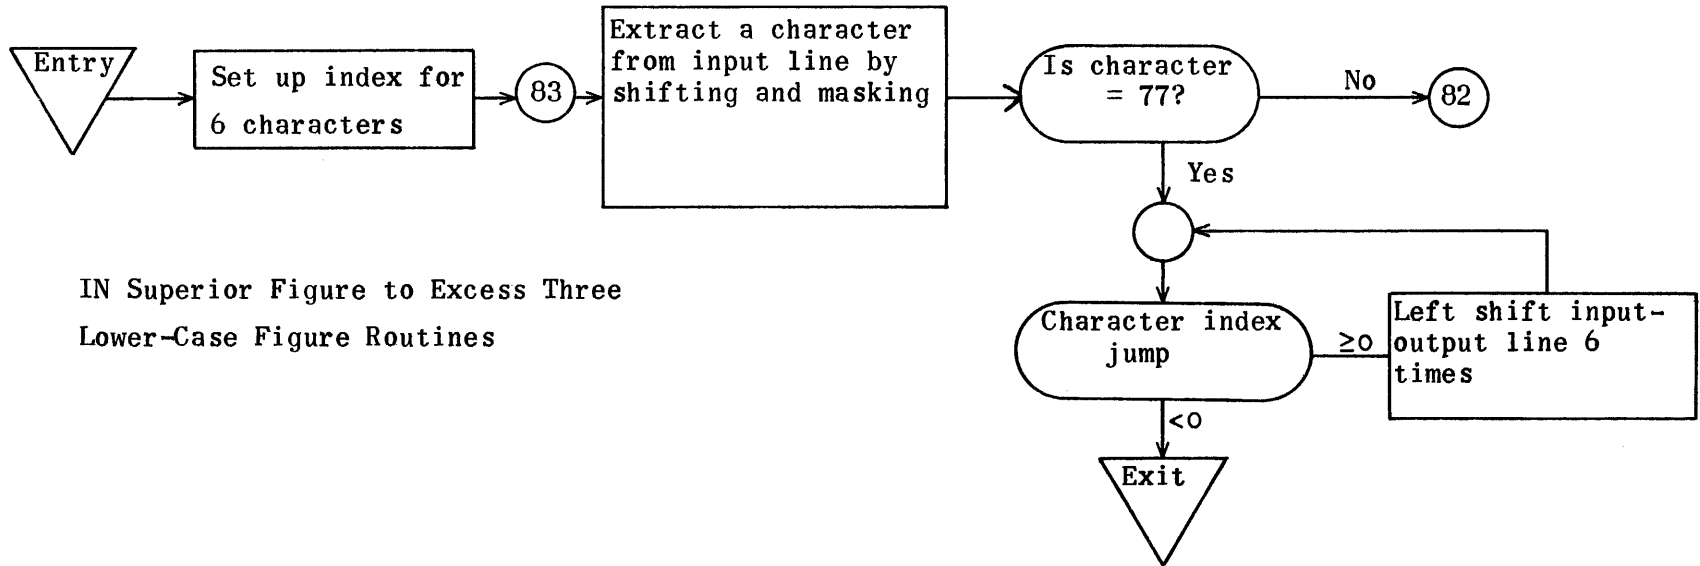 Entry
Set up index for
6 characters
83
Extract a character
from input line by
shifting and masking
Is character
= 77?
No
82
Yes
IN Superior Figure to Excess Three
Lower-Case Figure Routines
Character index
jump
≥0
Left shift input-
output line 6
times
<0
Exit